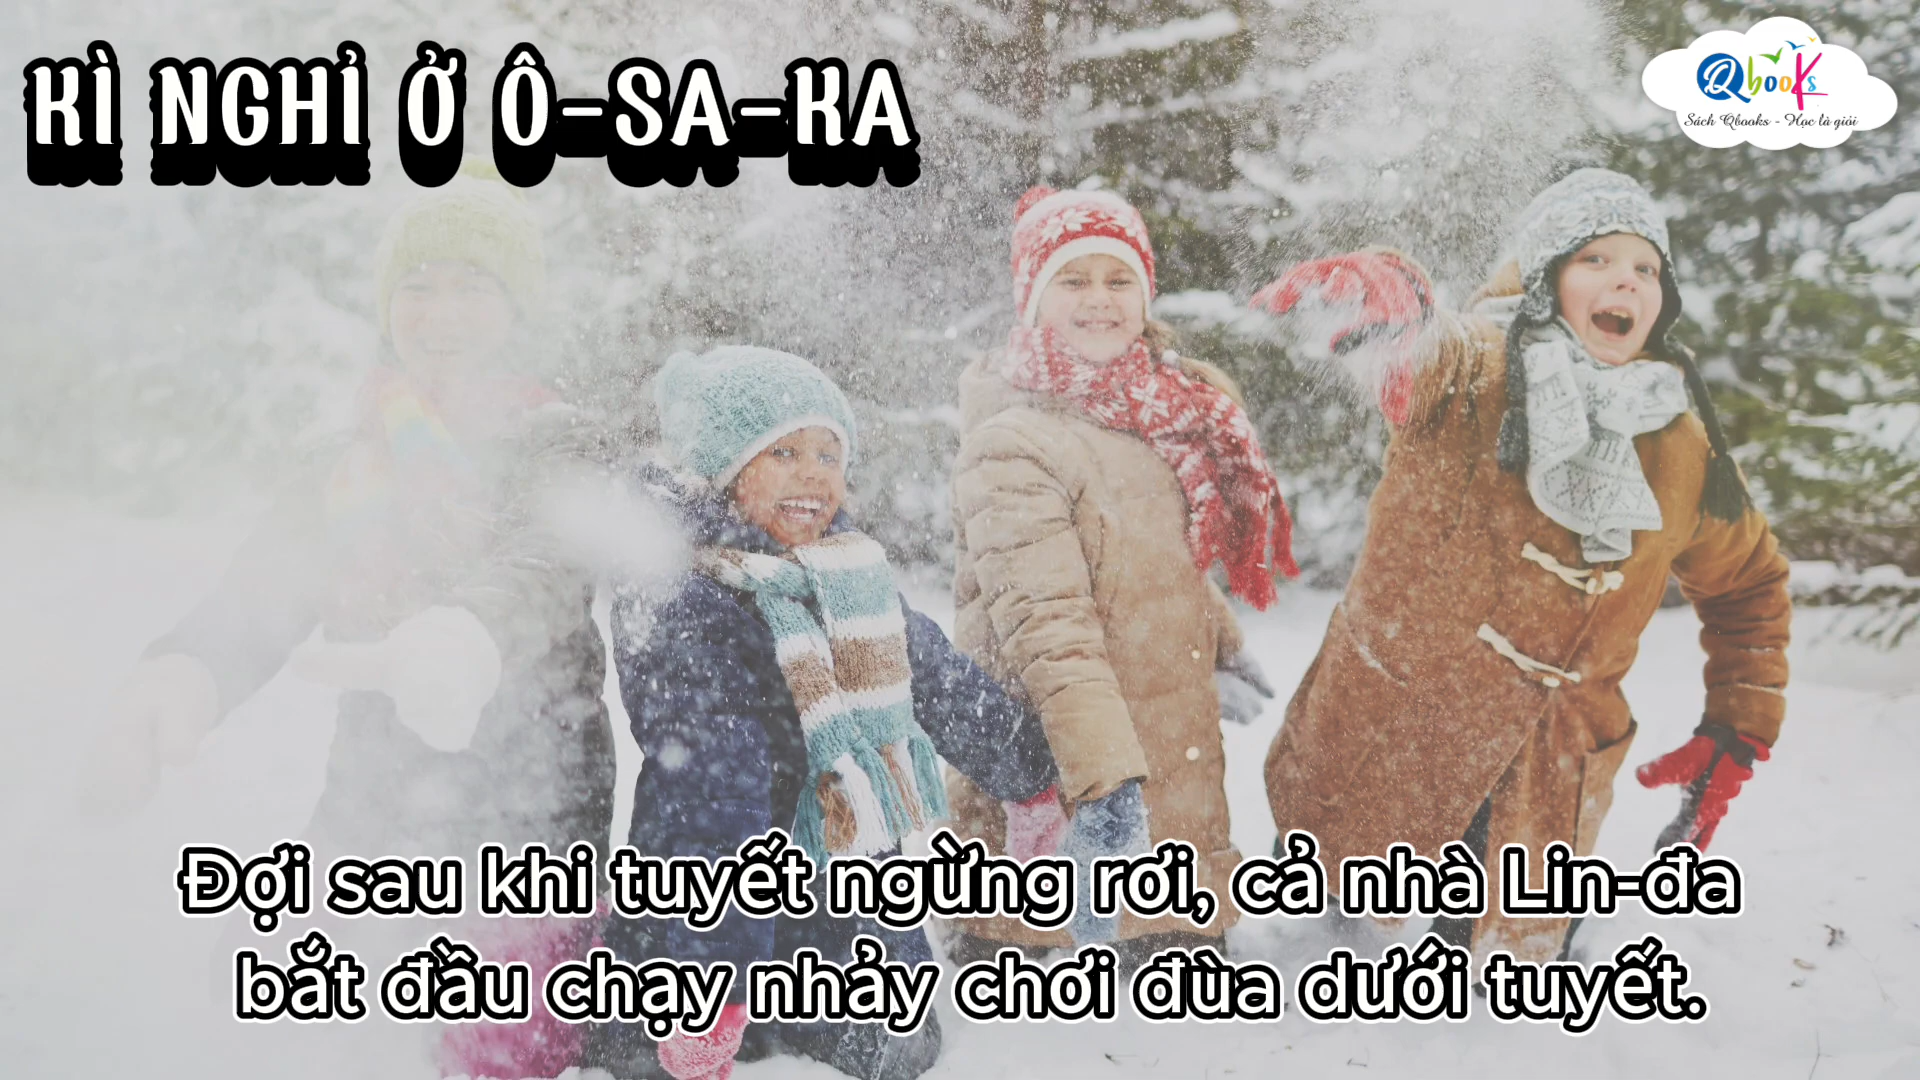 KÌ NGHỈ Ở Ô-SA-KA
Qbooks
Sách Qbooks - Học là giỏi
Đợi sau khi tuyết ngừng rơi, cả nhà Lin-đa
bắt đầu chạy nhảy chơi đùa dưới tuyết.